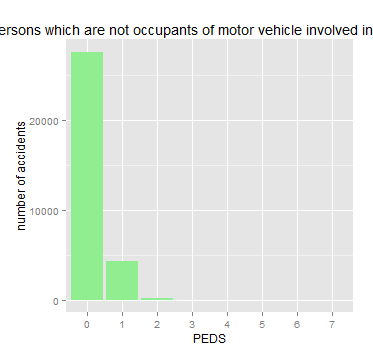 which are not occupants of motor vehicle involved in
number of accidents
20000
10000
0
0 1 2 3 4 5 6 7
PEDS